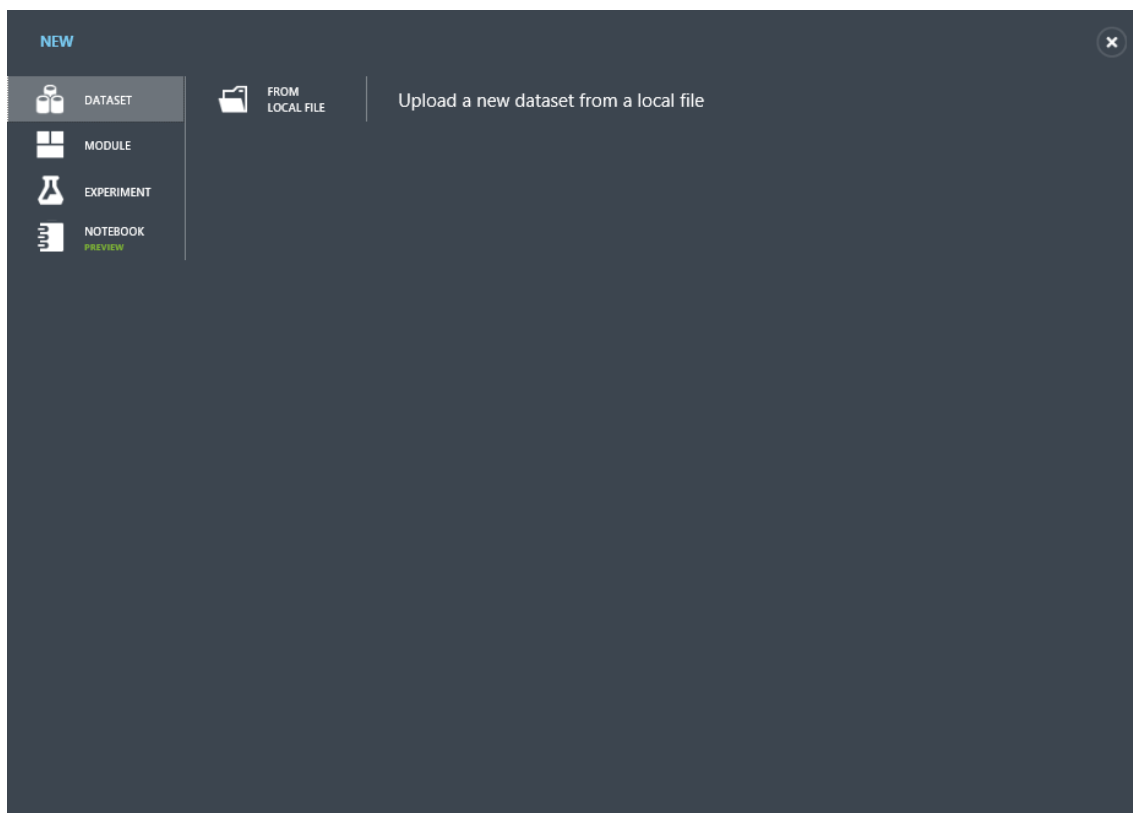 NEW
DATASET
MODULE
EXPERIMENT
NOTEBOOK
PREVIEW
FROM
LOCAL FILE
Upload a new dataset from a local file